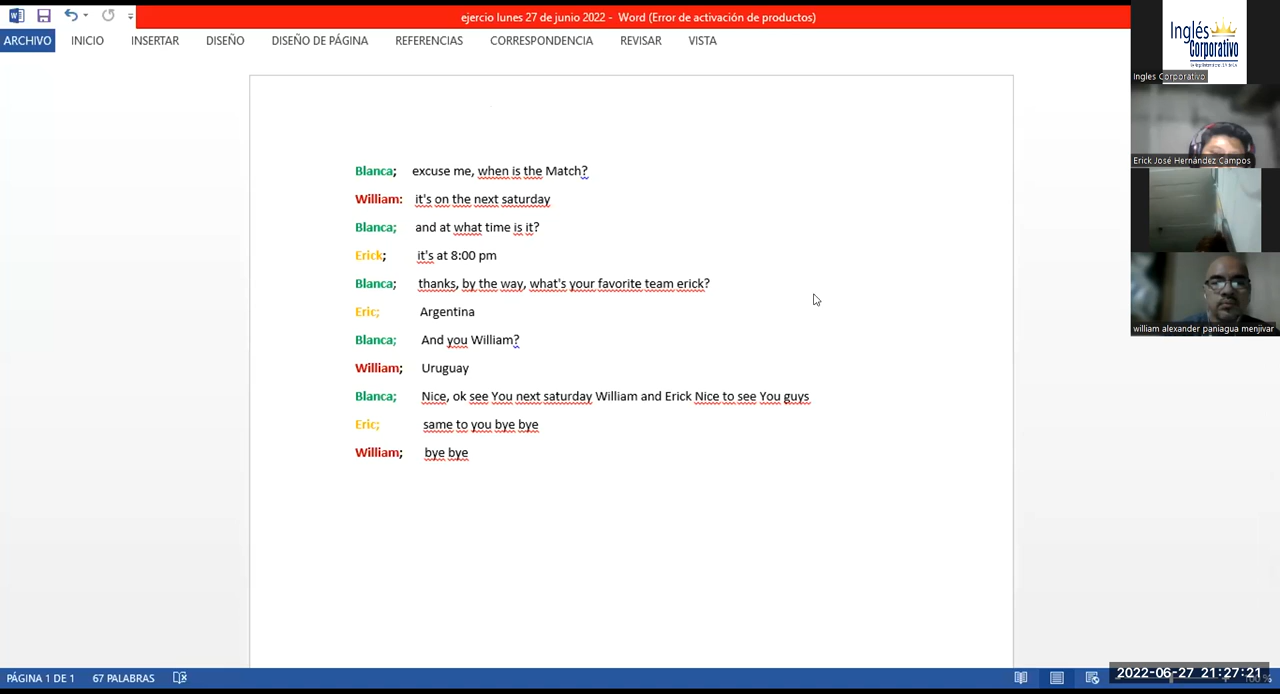 ejercio lunes 27 de junio 2022 - Word (Error de activación de productos)
ARCHIVO INICIO INSERTAR DISEÑO DISEÑO DE PÁGINA REFERENCIAS CORRESPONDENCIA REVISAR VISTA
Inglés
Corporativo
Ingles Corporativo
Erick José Hernández Campos
william alexander paniagua menjivar
Blanca; excuse me, when is the Match?
William: it's on the next saturday
Blanca; and at what time is it?
Erick; it's at 8:00 pm
Blanca; thanks, by the way, what's your favorite team erick?
Eric; Argentina
Blanca; And you William?
William; Uruguay
Blanca; Nice, ok see You next saturday William and Erick Nice to see You guys
Eric; same to you bye bye
William; bye bye
PÁGINA 1 DE 1 67 PALABRAS
2022-06-27 21:27:21